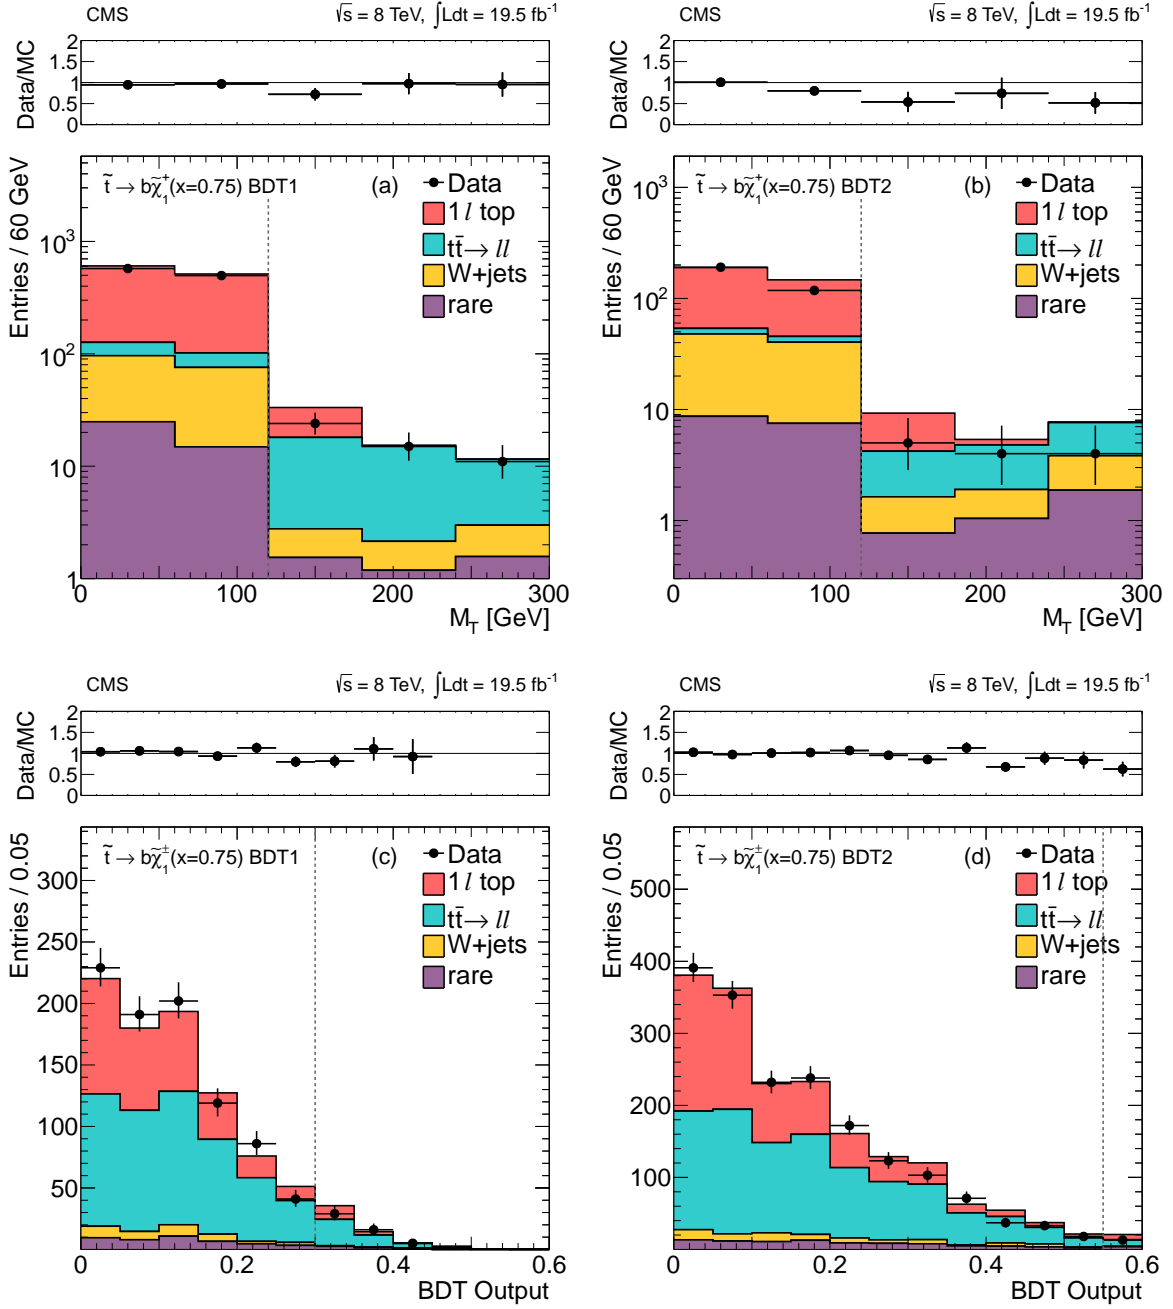 CMS √s = 8 TeV, ∫Ldt = 19.5 fb⁻¹
Data/MC
2
1.5
1
0.5
0
t̃ → bχ̃₁⁺(x=0.75) BDT1 (a)
Data
1l top
tt̄→ ll
W+jets
rare
Entries / 60 GeV
10³
10²
10
1
0 100 200 300
M_T [GeV]
CMS √s = 8 TeV, ∫Ldt = 19.5 fb⁻¹
Data/MC
2
1.5
1
0.5
0
t̃ → bχ̃₁⁺(x=0.75) BDT2 (b)
Data
1l top
tt̄→ ll
W+jets
rare
Entries / 60 GeV
10³
10²
10
1
0 100 200 300
M_T [GeV]
CMS √s = 8 TeV, ∫Ldt = 19.5 fb⁻¹
Data/MC
2
1.5
1
0.5
0
t̃ → bχ̃₁±(x=0.75) BDT1 (c)
Data
1l top
tt̄→ ll
W+jets
rare
Entries / 0.05
300
250
200
150
100
50
0 0.2 0.4 0.6
BDT Output
CMS √s = 8 TeV, ∫Ldt = 19.5 fb⁻¹
Data/MC
2
1.5
1
0.5
0
t̃ → bχ̃₁±(x=0.75) BDT2 (d)
Data
1l top
tt̄→ ll
W+jets
rare
Entries / 0.05
500
400
300
200
100
0 0.2 0.4 0.6
BDT Output